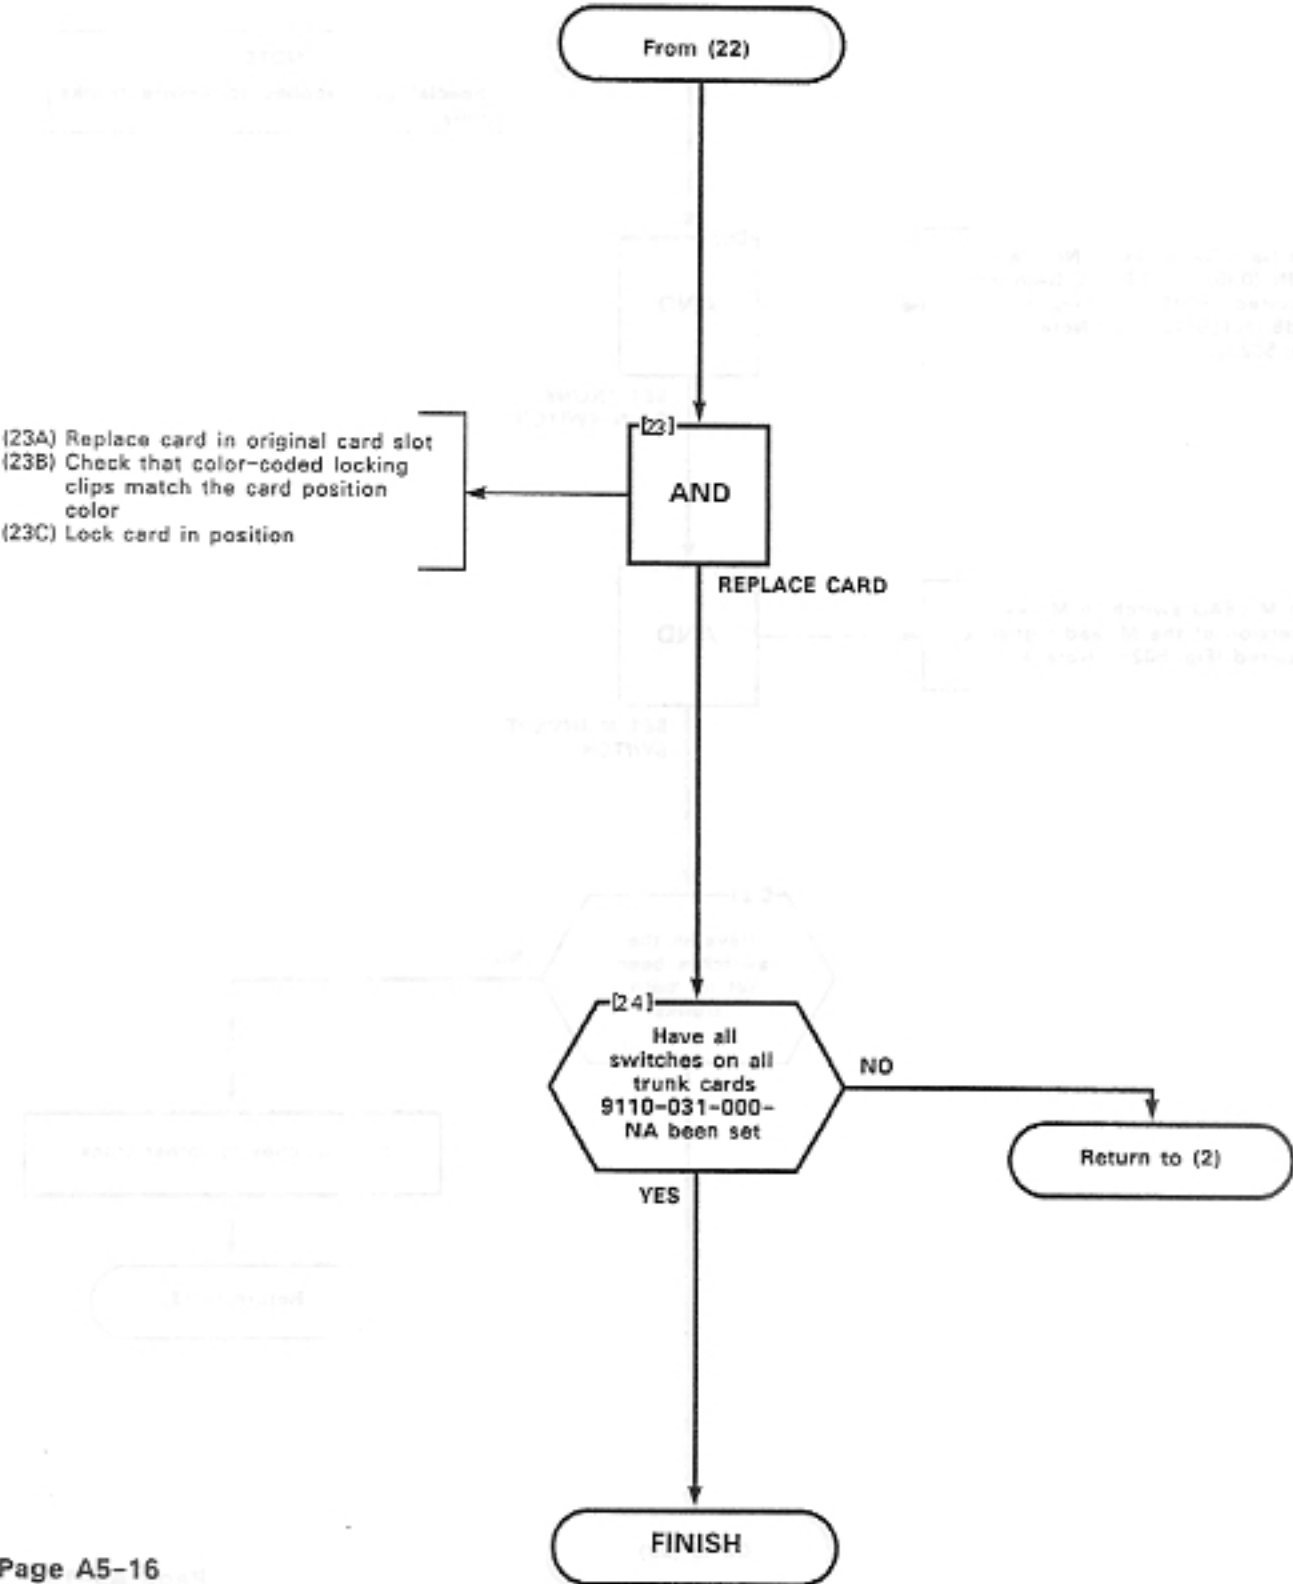 From (22)
[23]
(23A) Replace card in original card slot
(23B) Check that color-coded locking
clips match the card position
color
(23C) Lock card in position
AND
REPLACE CARD
[24]
Have all
switches on all
trunk cards
9110-031-000-
NA been set
NO
Return to (2)
YES
FINISH
Page A5-16